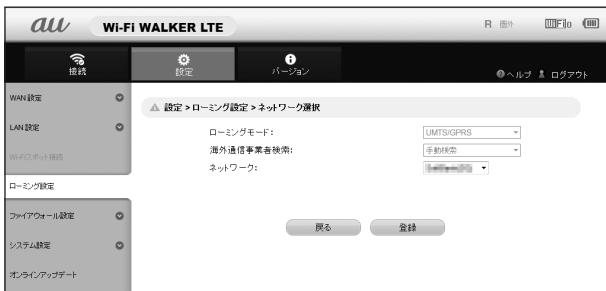 au Wi-Fi WALKER LTE
R 圏外
接続 設定 バージョン
ヘルプ ログアウト
WAN 設定
LAN 設定
Wi-Fiスポット接続
ローミング設定
ファイアウォール設定
システム設定
オンラインアップデート
設定 > ローミング設定 > ネットワーク選択
ローミングモード: UMTS/GPRS
海外通信事業者検索: 手動検索
ネットワーク:
戻る 登録